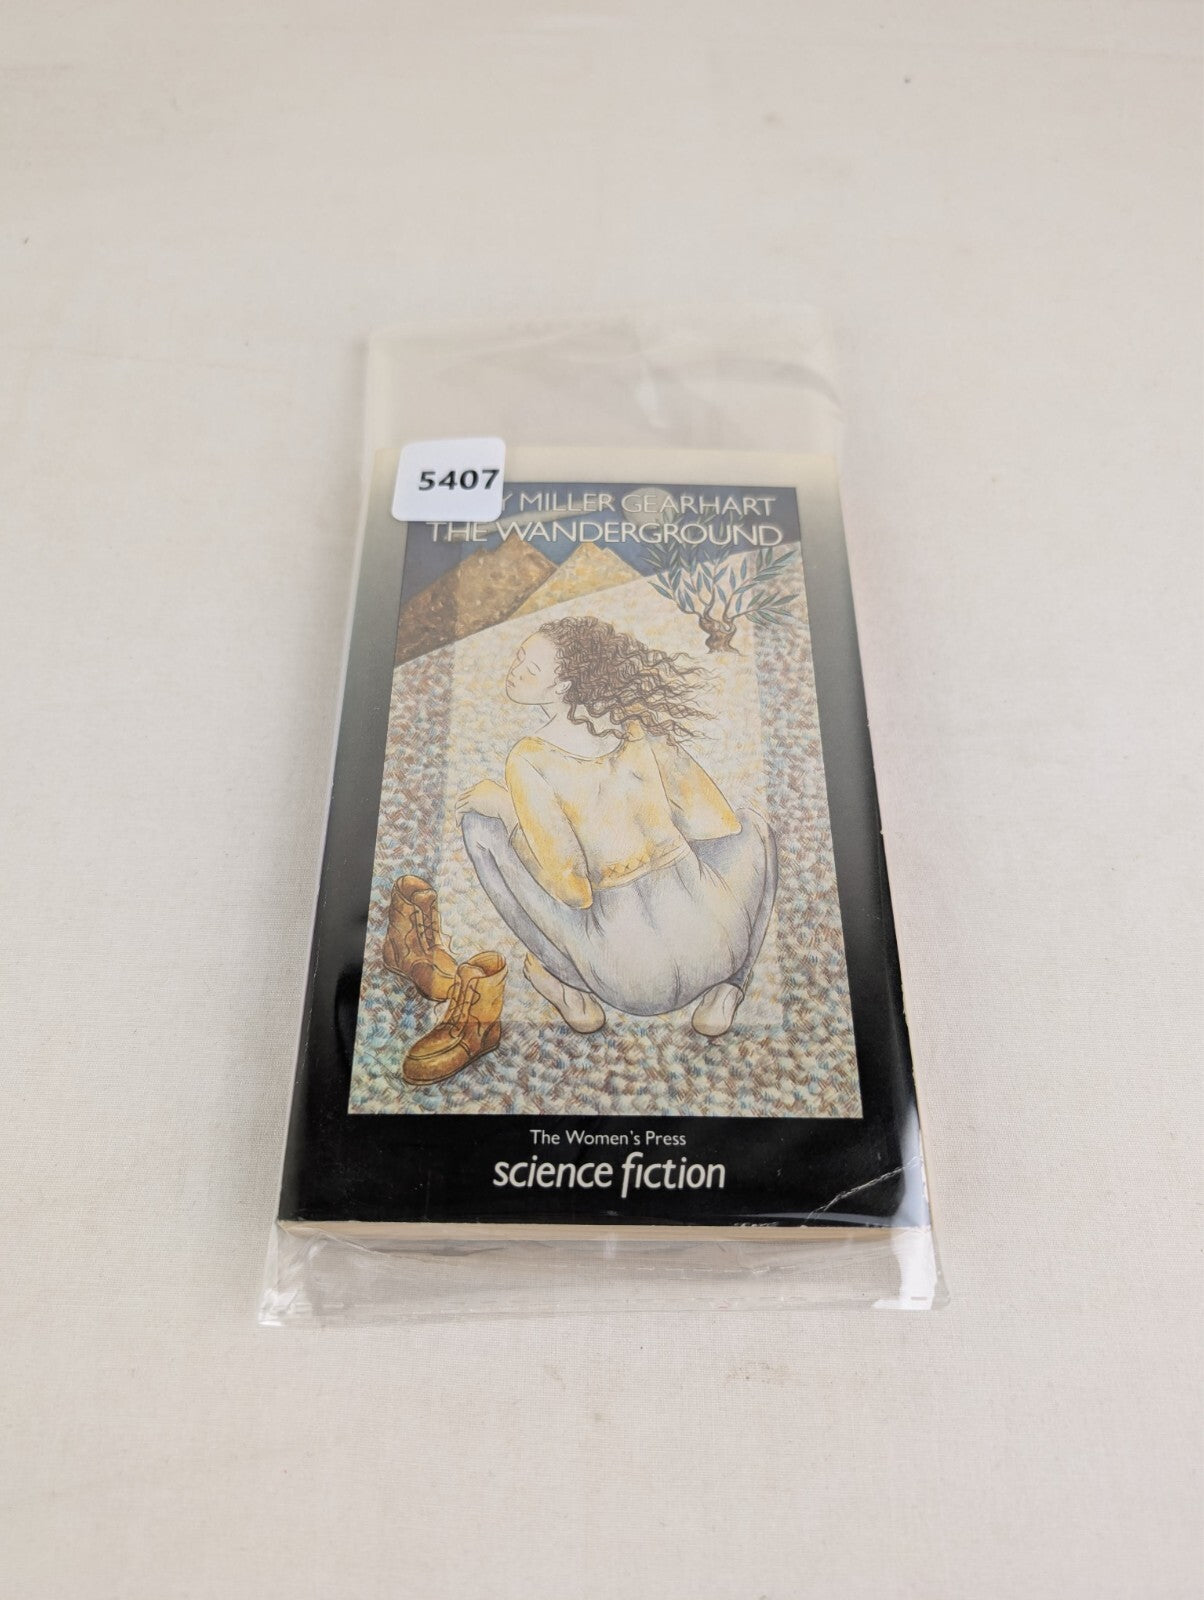 5407
Y MILLER GEARHART
THE WANDERGROUND
The Women's Press
science fiction